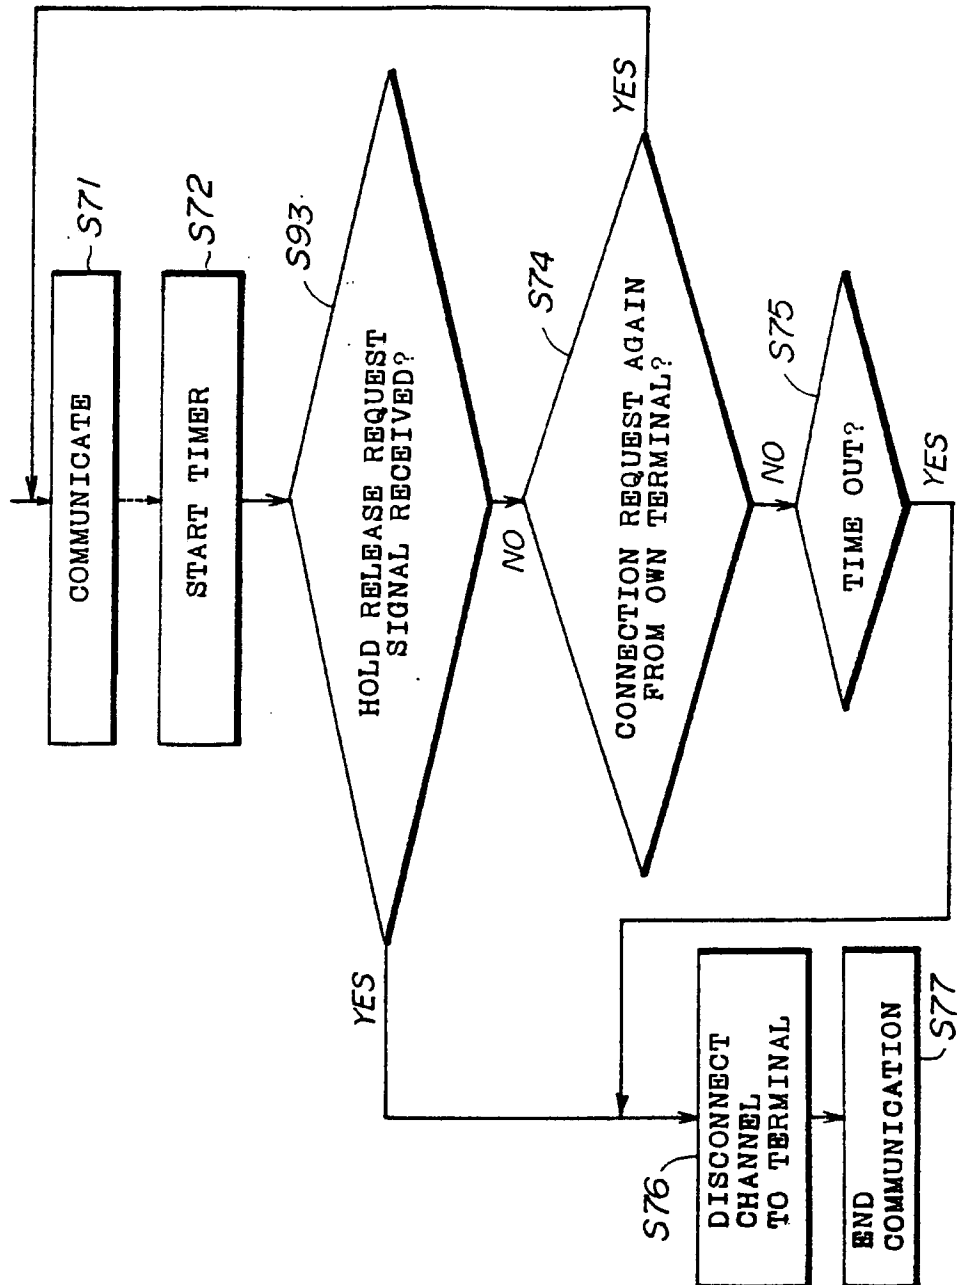 COMMUNICATE
S71
START TIMER
S72
HOLD RELEASE REQUEST
SIGNAL RECEIVED?
S93
YES
NO
CONNECTION REQUEST AGAIN
FROM OWN TERMINAL?
S74
YES
NO
TIME OUT?
S75
YES
DISCONNECT
CHANNEL
TO TERMINAL
S76
END
COMMUNICATION
S77